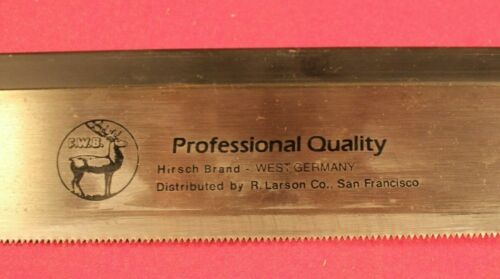 F.W.B.
Professional Quality
Hirsch Brand - WEST GERMANY
Distributed by R. Larson Co., San Francisco